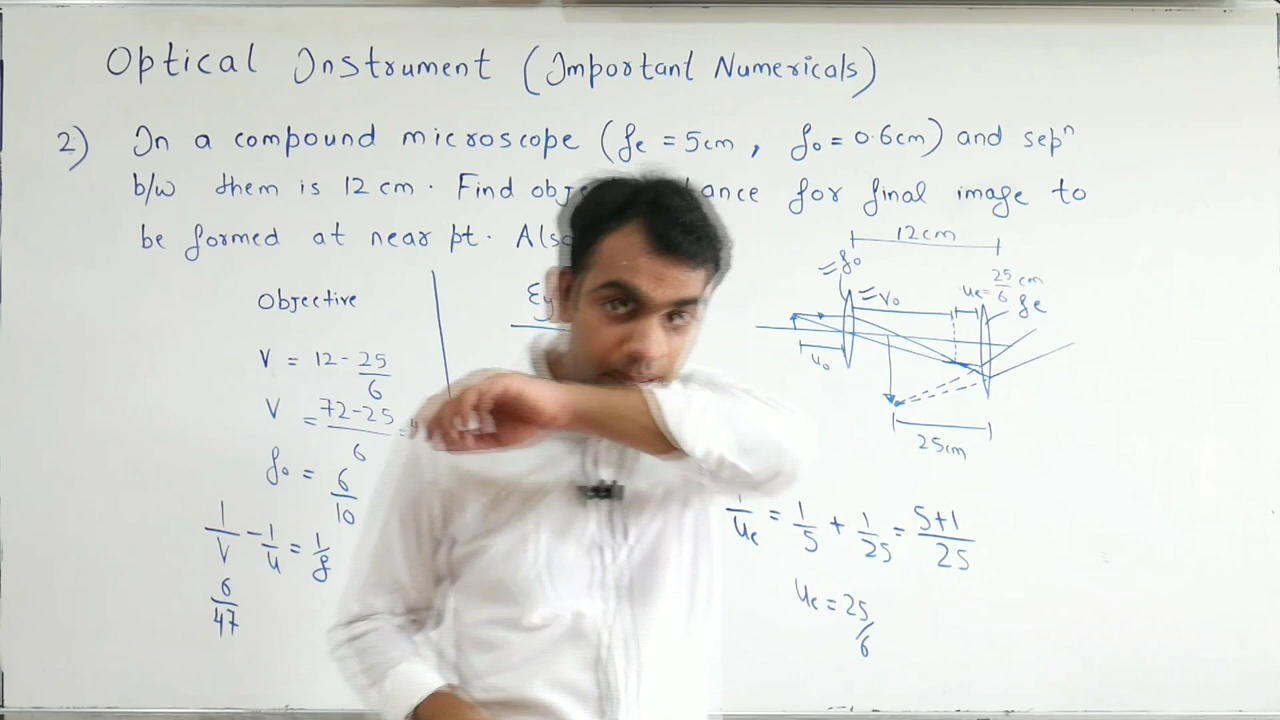 Optical Instrument (Important Numericals)
2) In a compound microscope (fe = 5cm, fo = 0.6cm) and sepⁿ
b/w them is 12 cm. Find for final image to
be formed at near pt.
12cm
Objective
fo
vo
ue = 25/6 cm
fe
uo
25cm
V = 12 - 25/6
V = 72-25/6 =
fo = 6/10
1/V - 1/u = 1/f
6/47
1/ue = 1/5 + 1/25 = 5+1/25
ue = 25/6